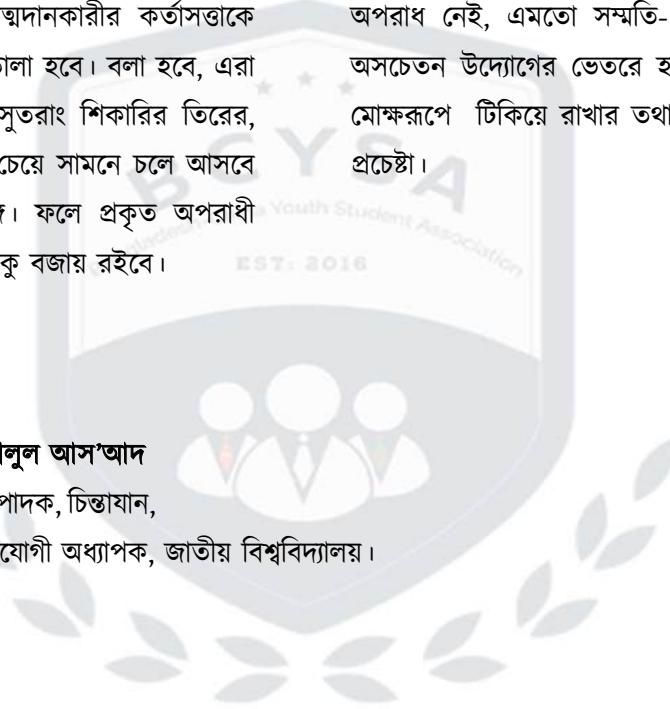 ত্মদানকারীর কর্তাসত্তাকে
তালা হবে। বলা হবে, এরা
সুতরাং শিকারির তিরের,
চেয়ে সামনে চলে আসবে
ফলে প্রকৃত অপরাধী
কু বজায় রইবে।
অপরাধ নেই, এমতো সম্মতি-
অসচেতন উদ্যোগের ভেতরে হ
মোক্ষরূপে টিকিয়ে রাখার তথা
প্রচেষ্টা।
BCYSA
Youth Student Association
EST: 2016
লুল আস’আদ
পাদক, চিন্তাযান,
যোগী অধ্যাপক, জাতীয় বিশ্ববিদ্যালয়।